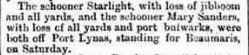 The schooner Starlight, with loss of jibboom
and all yards, and the schooner Mary Sanders,
with loss of all yards and port bulwarks, were
both off Port Lynas, standing for Beaumaris,
on Saturday.